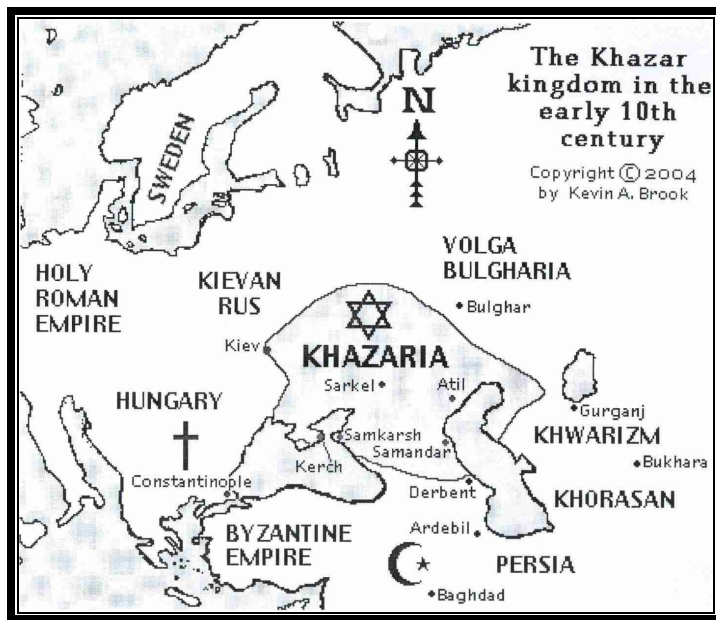 The Khazar
kingdom in the
early 10th
century
Copyright © 2004
by Kevin A. Brook
N
SWEDEN
HOLY
ROMAN
EMPIRE
KIEVAN
RUS
VOLGA
BULGHARIA
Bulghar
Kiev
KHAZARIA
Sarkel
Atil
HUNGARY
Gurganj
Samkarsh
KHWARIZM
Samandar
Kerch
Bukhara
Constantinople
Derbent
KHORASAN
BYZANTINE
EMPIRE
Ardebil
PERSIA
Baghdad